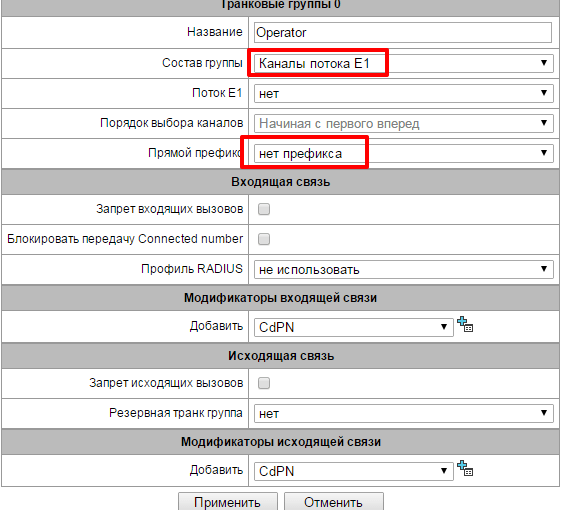 Транковые группы 0
Название Operator
Состав группы Каналы потока E1
Поток E1 нет
Порядок выбора каналов Начиная с первого вперед
Прямой префикс нет префикса
Входящая связь
Запрет входящих вызовов
Блокировать передачу Connected number
Профиль RADIUS не использовать
Модификаторы входящей связи
Добавить CdPN
Исходящая связь
Запрет исходящих вызовов
Резервная транк группа нет
Модификаторы исходящей связи
Добавить CdPN
Применить Отменить